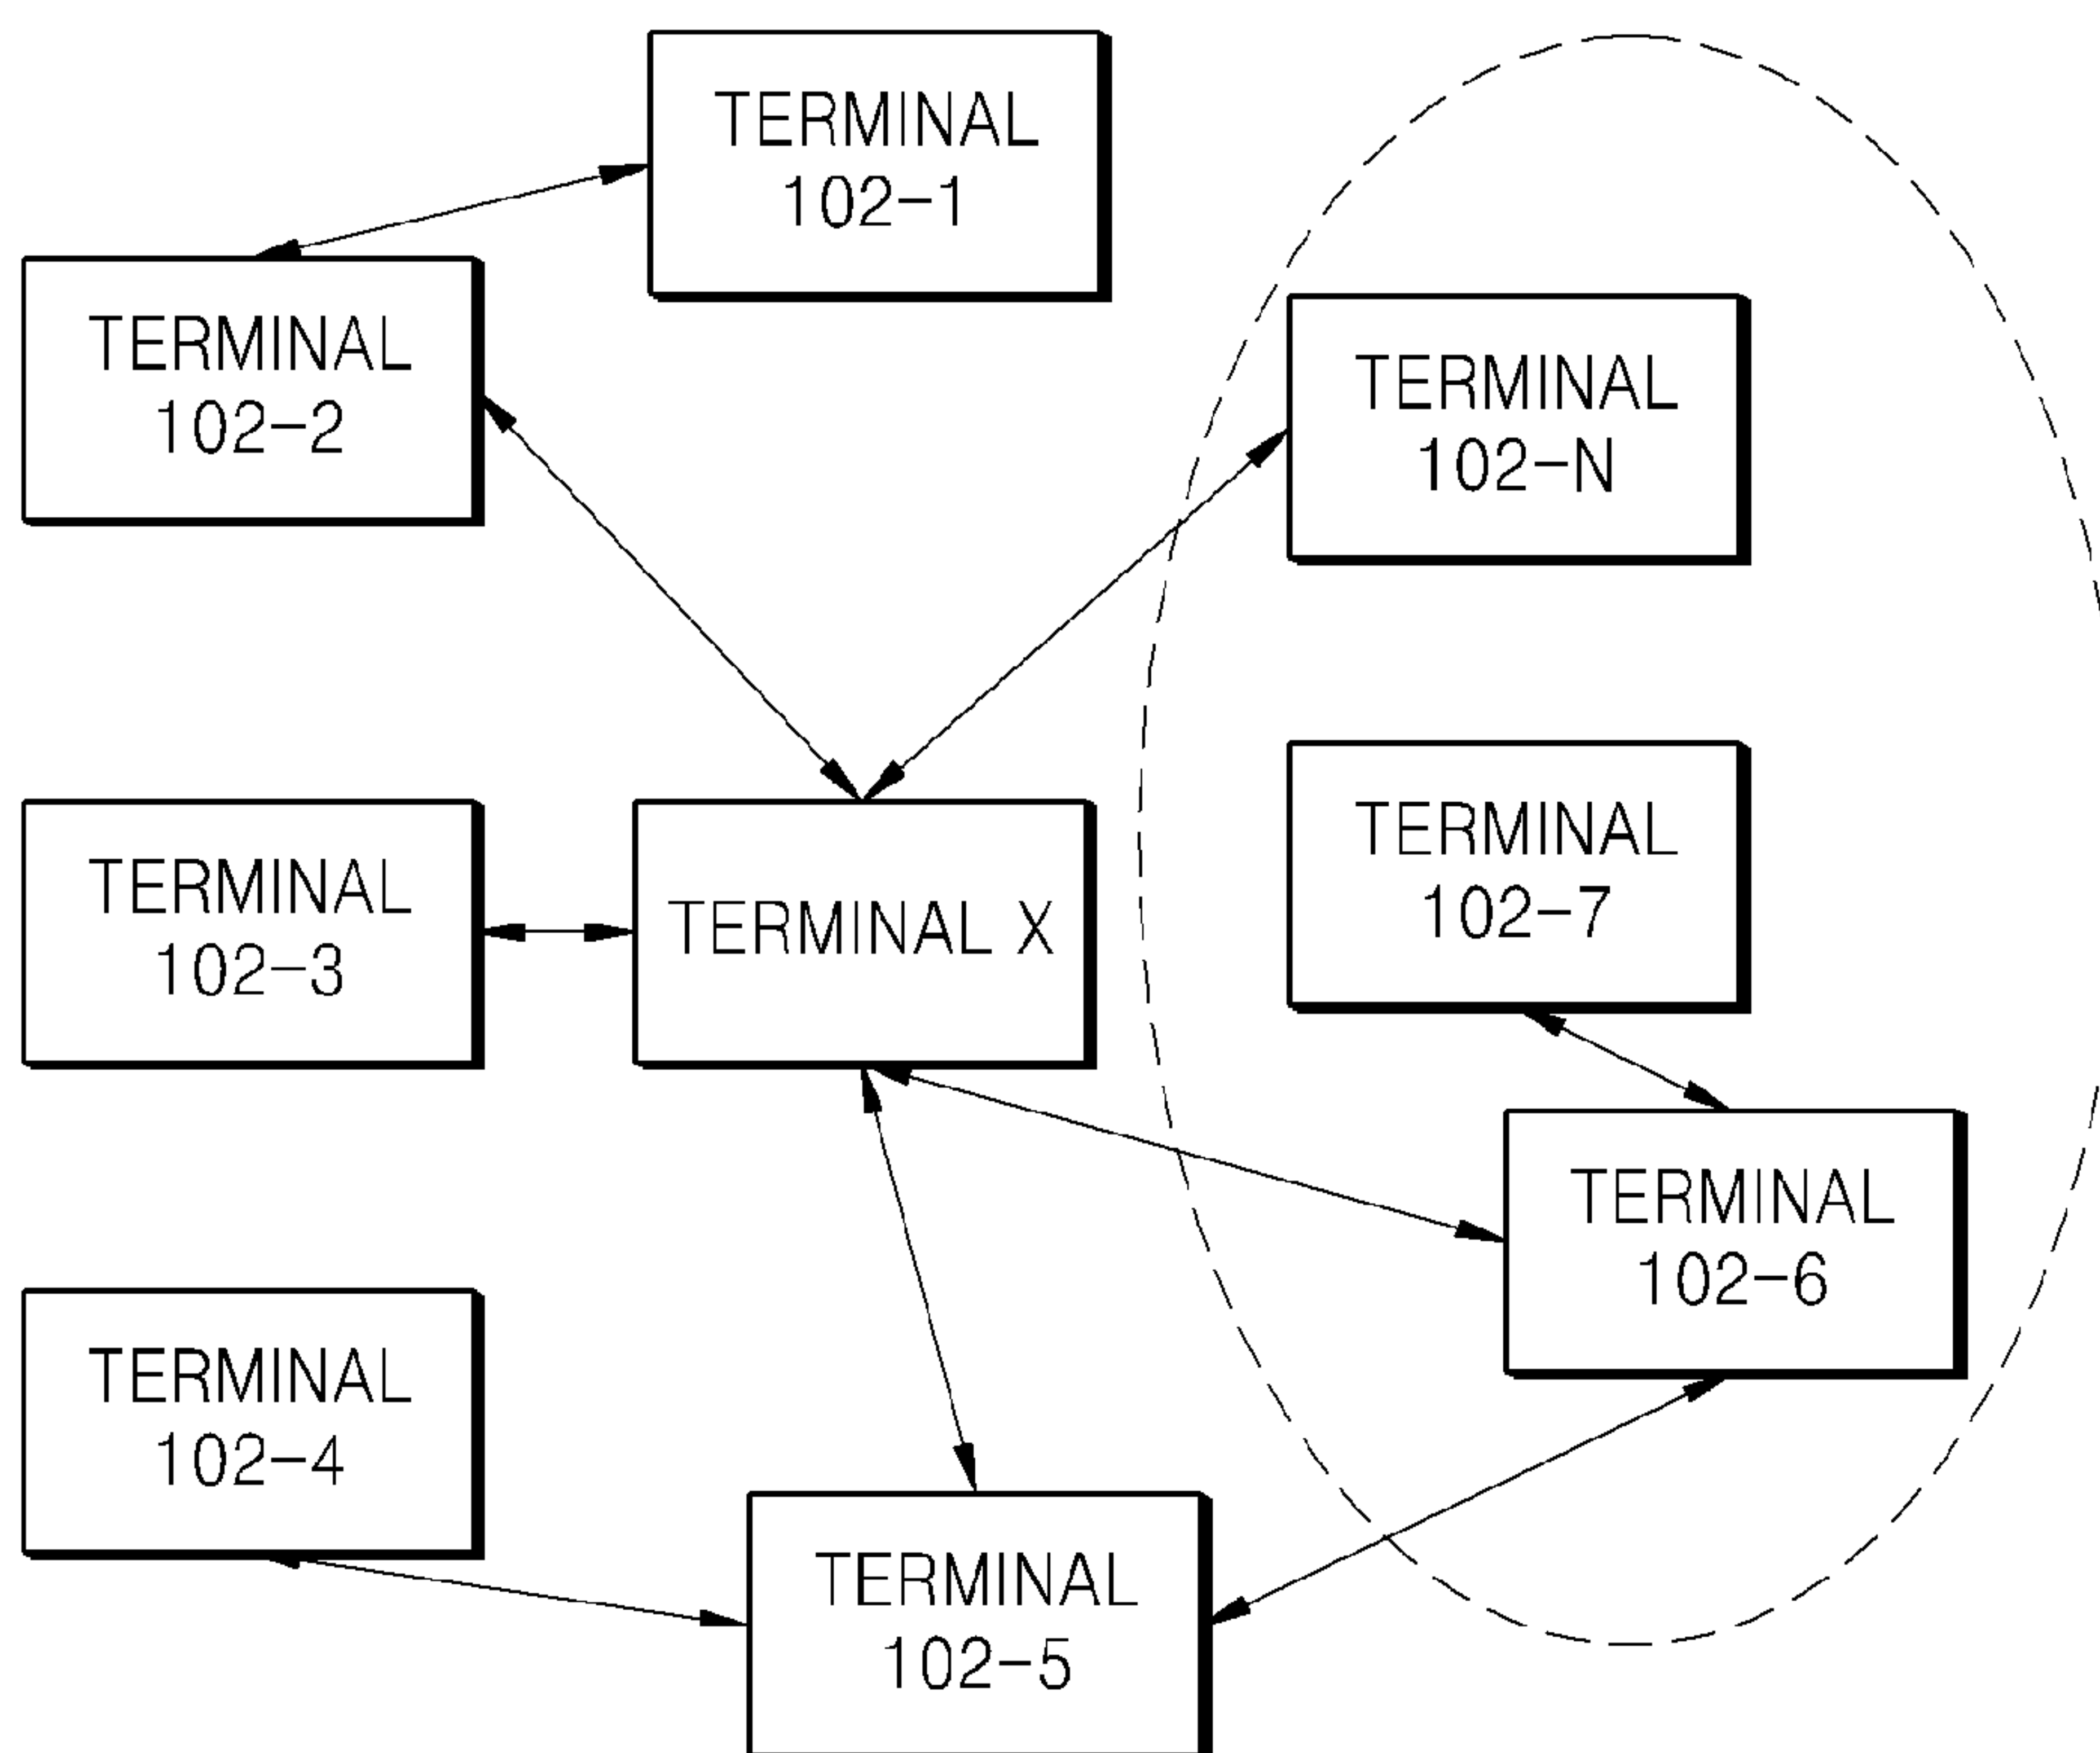 TERMINAL
102-1
TERMINAL
102-2
TERMINAL
102-N
TERMINAL
102-3
TERMINAL X
TERMINAL
102-7
TERMINAL
102-6
TERMINAL
102-4
TERMINAL
102-5